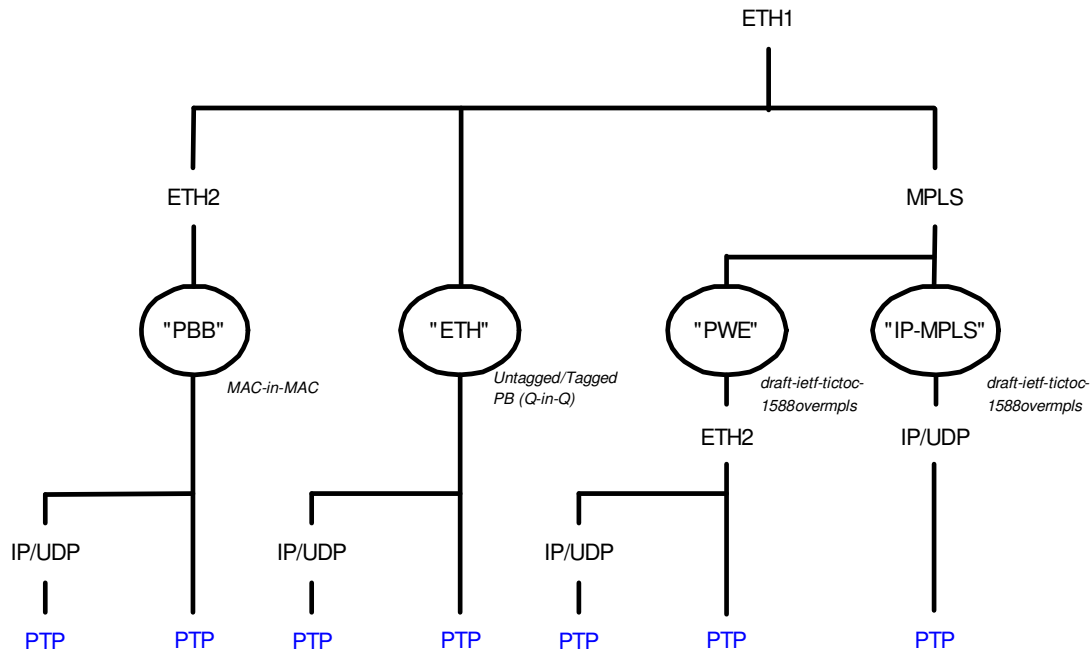 ETH1
ETH2
MPLS
"PBB"
"ETH"
"PWE"
"IP-MPLS"
MAC-in-MAC
Untagged/Tagged
PB (Q-in-Q)
draft-ietf-tictoc-
1588overmpls
draft-ietf-tictoc-
1588overmpls
ETH2
IP/UDP
IP/UDP
IP/UDP
IP/UDP
PTP
PTP
PTP
PTP
PTP
PTP
PTP